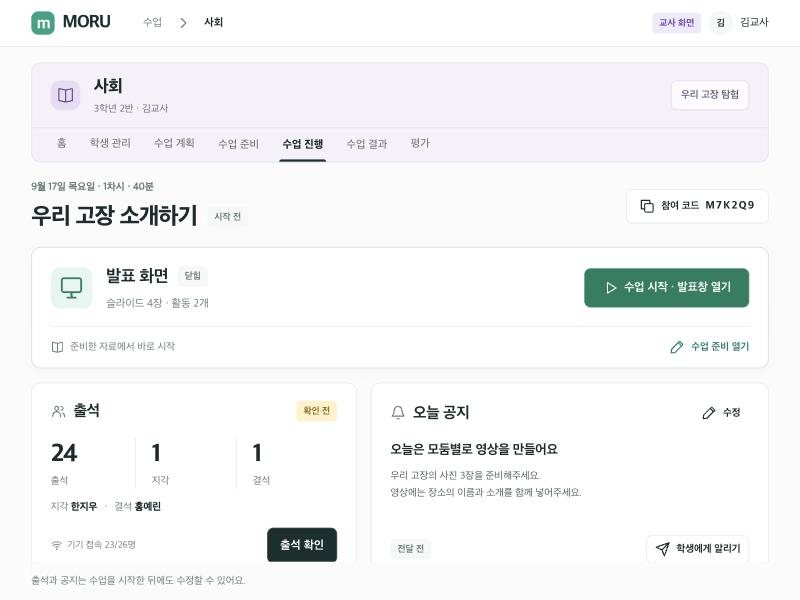 m MORU 수업 > 사회 교사 화면 김 김교사
사회
3학년 2반 · 김교사
우리 고장 탐험
홈 학생 관리 수업 계획 수업 준비 수업 진행 수업 결과 평가
9월 17일 목요일 · 1차시 · 40분
우리 고장 소개하기 시작 전
참여 코드 M7K2Q9
발표 화면 닫힘
슬라이드 4장 · 활동 2개
수업 시작 · 발표창 열기
준비한 자료에서 바로 시작
수업 준비 열기
출석 확인 전
24 1 1
출석 지각 결석
지각 한지우 · 결석 홍예린
기기 접속 23/26명
출석 확인
오늘 공지 수정
오늘은 모둠별로 영상을 만들어요
우리 고장의 사진 3장을 준비해주세요.
영상에는 장소의 이름과 소개를 함께 넣어주세요.
전달 전 학생에게 알리기
출석과 공지는 수업을 시작한 뒤에도 수정할 수 있어요.